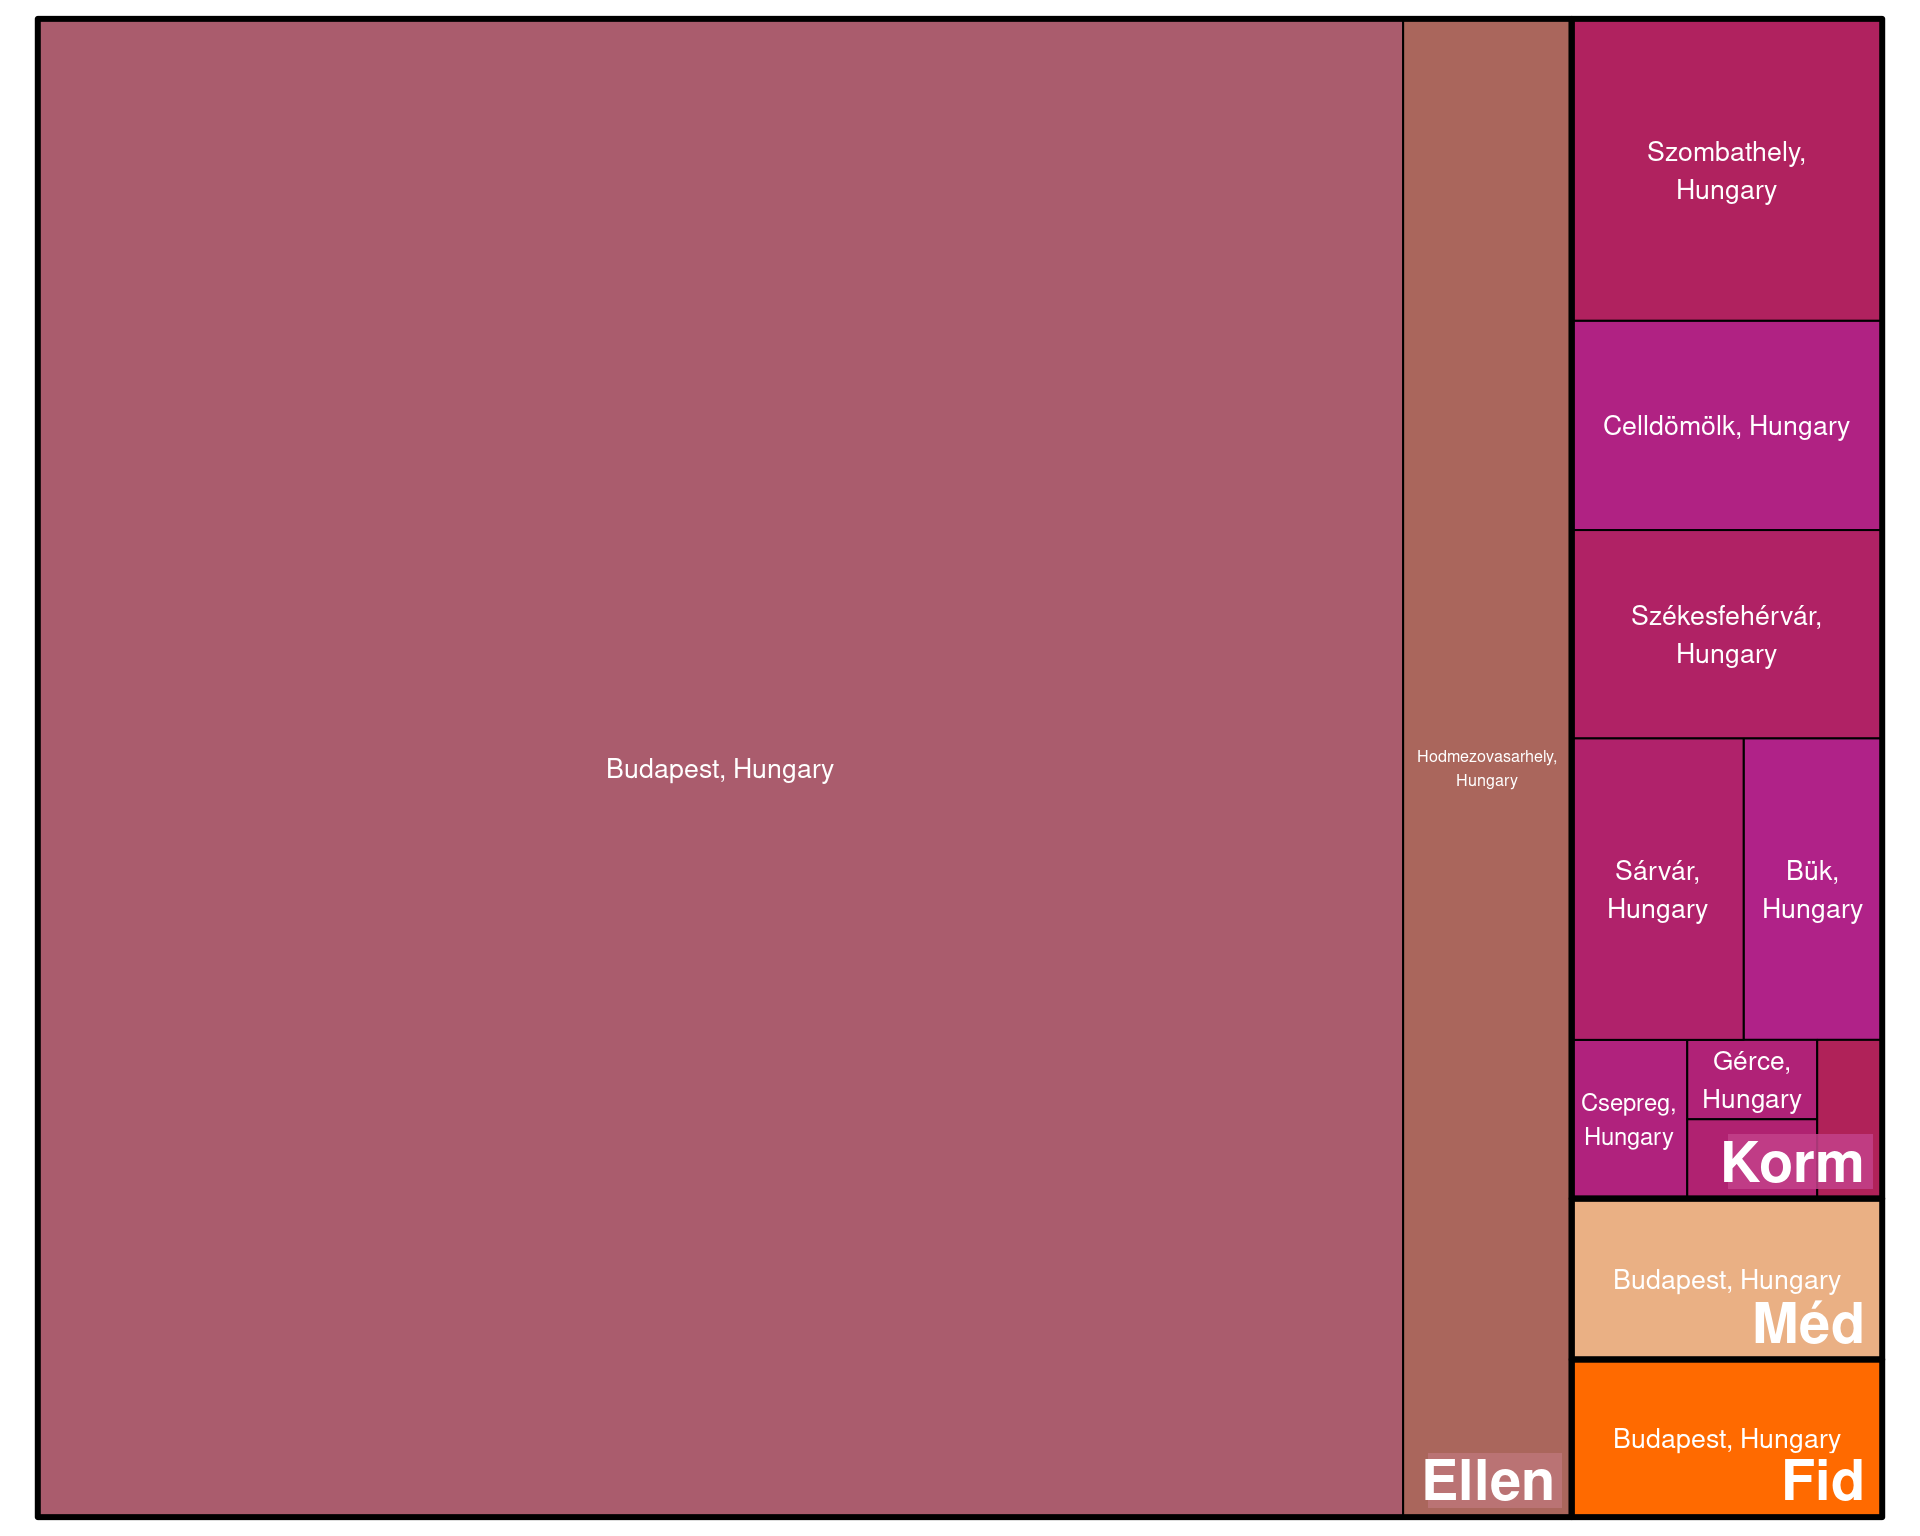 Budapest, Hungary
Hodmezovasarhely,
Hungary
Ellen
Szombathely,
Hungary
Celldömölk, Hungary
Székesfehérvár,
Hungary
Sárvár,
Hungary
Bük,
Hungary
Csepreg,
Hungary
Gérce,
Hungary
Korm
Budapest, Hungary
Méd
Budapest, Hungary
Fid